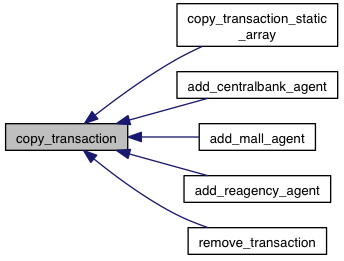 copy_transaction_static
_array
add_centralbank_agent
copy_transaction
add_mall_agent
add_reagency_agent
remove_transaction